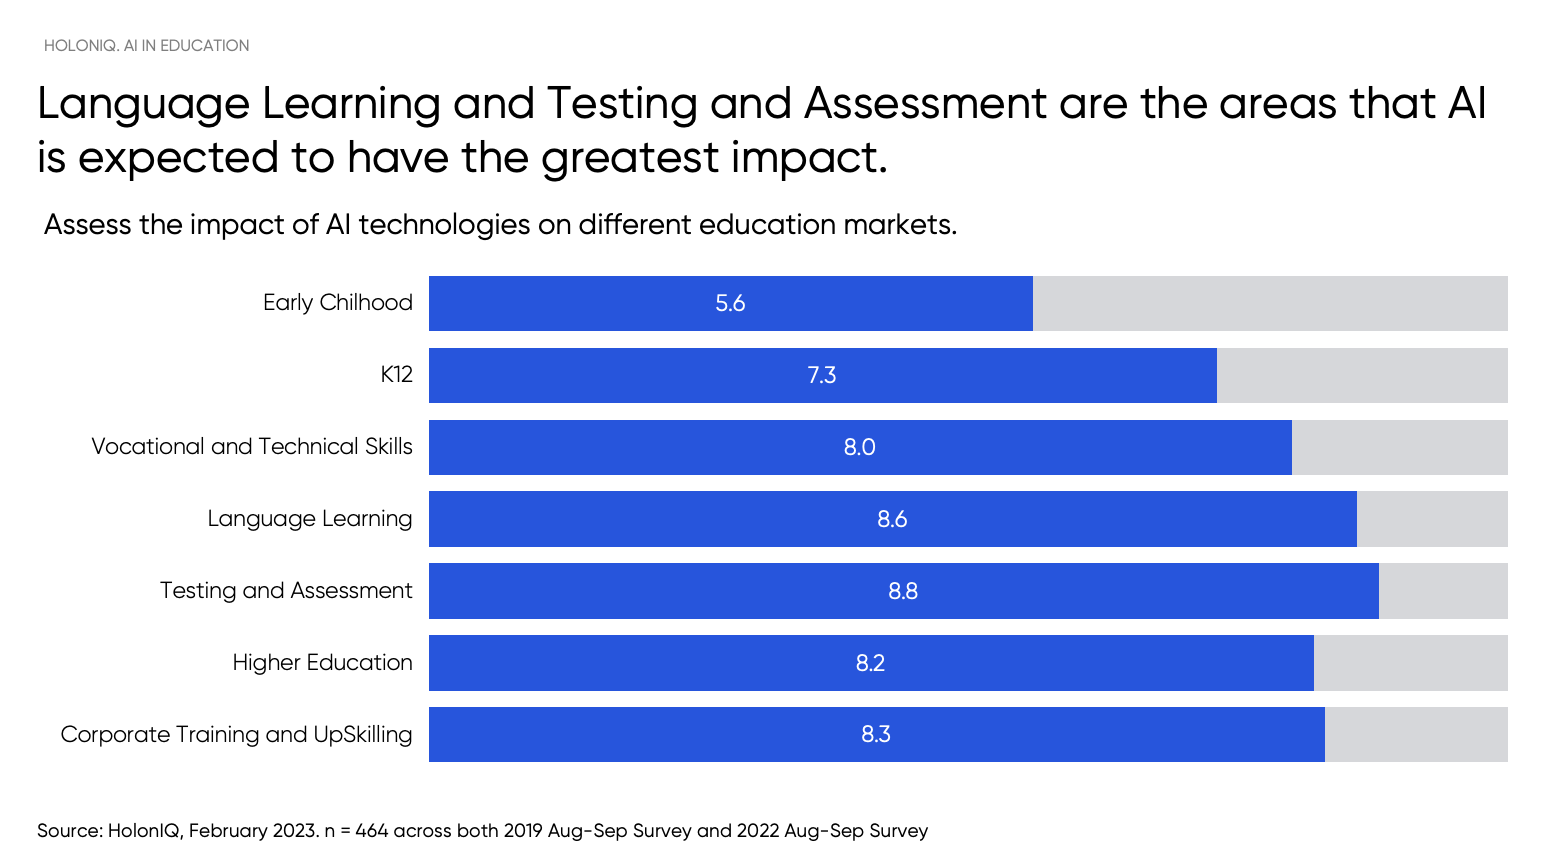 HOLONIQ. AI IN EDUCATION
Language Learning and Testing and Assessment are the areas that AI
is expected to have the greatest impact.
Assess the impact of AI technologies on different education markets.
Early Chilhood 5.6
K12 7.3
Vocational and Technical Skills 8.0
Language Learning 8.6
Testing and Assessment 8.8
Higher Education 8.2
Corporate Training and UpSkilling 8.3
Source: HolonIQ, February 2023. n = 464 across both 2019 Aug-Sep Survey and 2022 Aug-Sep Survey